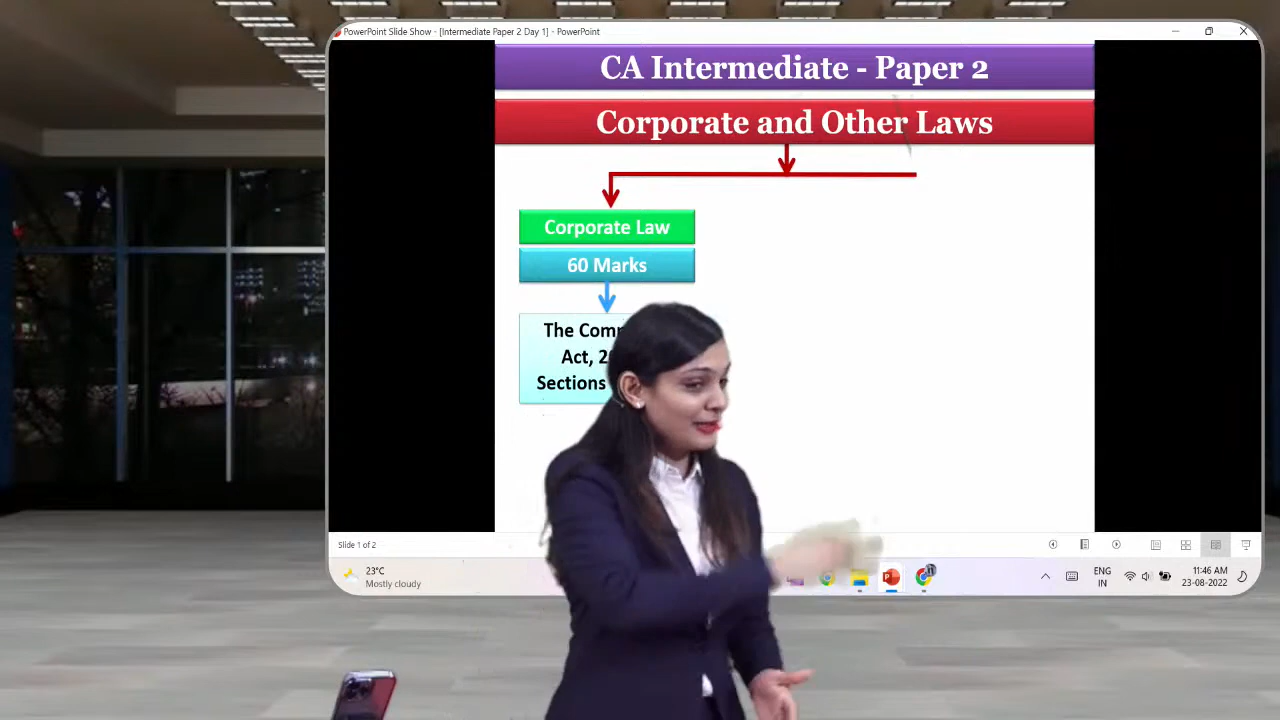 PowerPoint Slide Show - [Intermediate Paper 2 Day 1] - PowerPoint
CA Intermediate - Paper 2
Corporate and Other Laws
Corporate Law
60 Marks
The
Act,
Sections
Slide 1 of 2
23°C
Mostly cloudy
ENG
IN
11:46 AM
23-08-2022